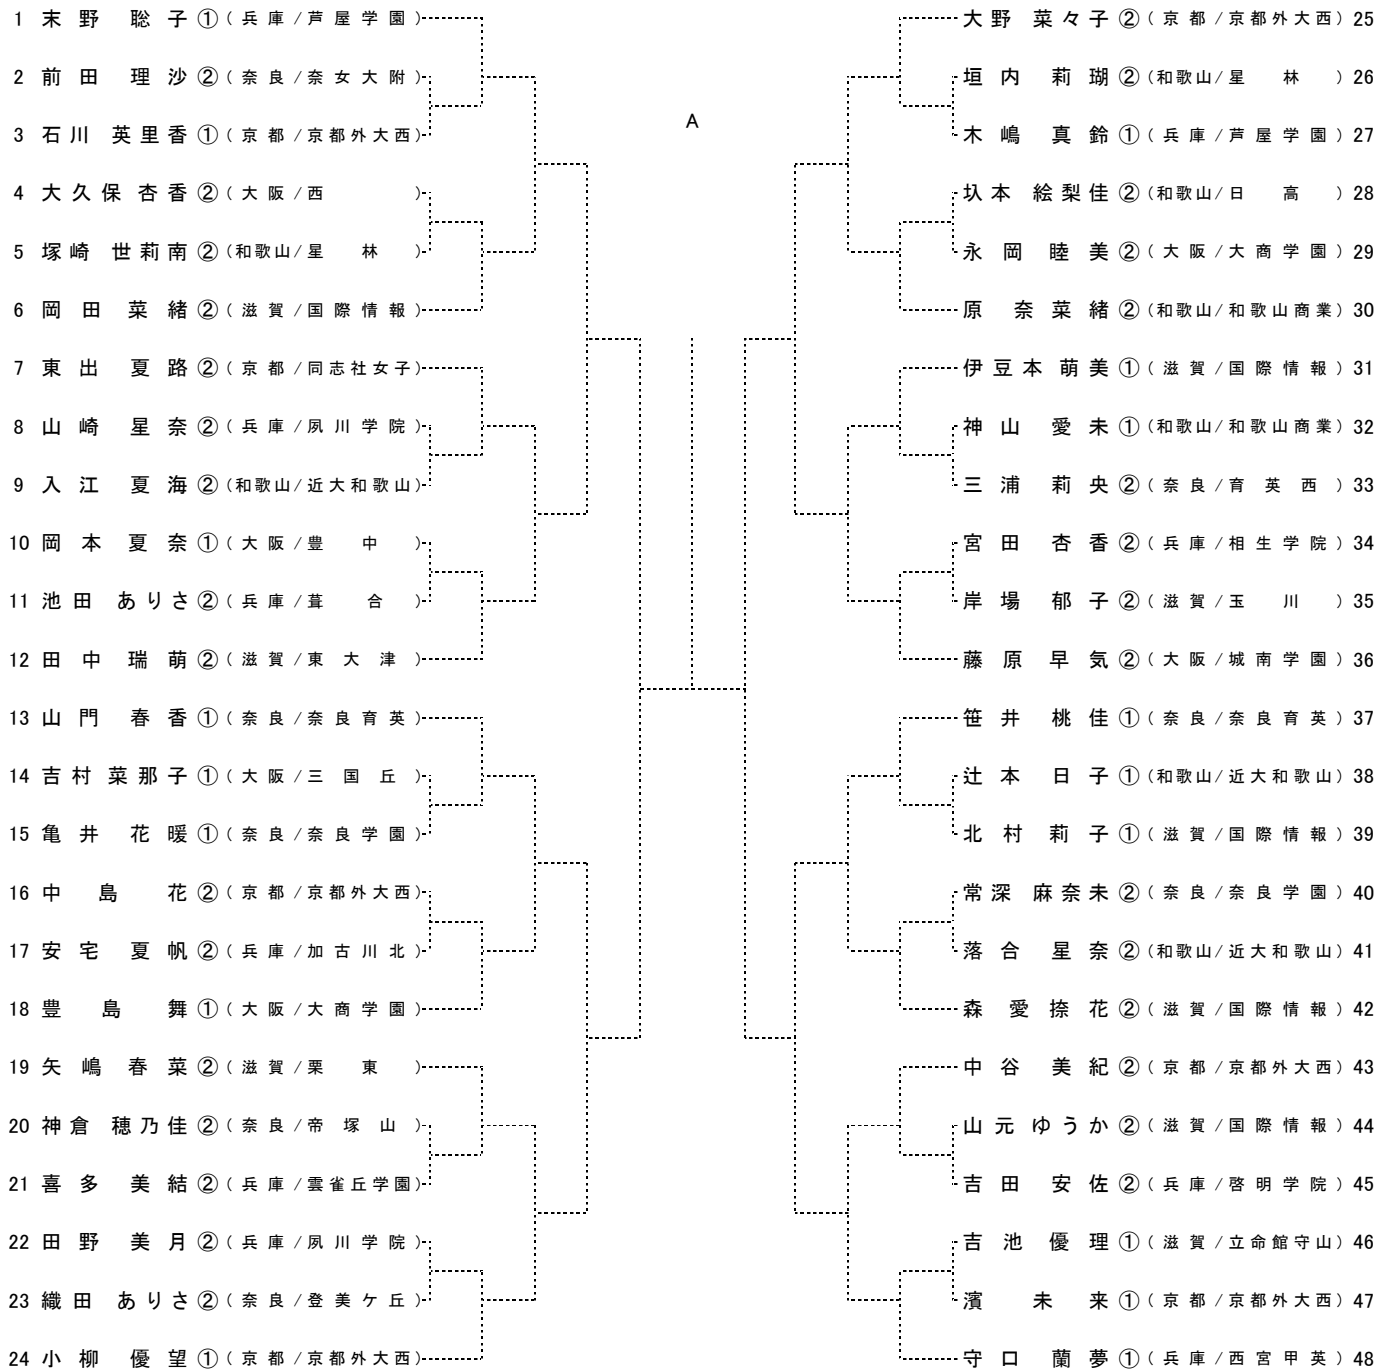 1 末野 聡子 ① (兵庫/芦屋学園)
2 前田 理沙 ② (奈良/奈女大附)
3 石川 英里香 ① (京都/京都外大西)
4 大久保 杏香 ② (大阪/西)
5 塚崎 世莉南 ② (和歌山/星林)
6 岡田 菜緒 ② (滋賀/国際情報)
7 東出 夏路 ② (京都/同志社女子)
8 山崎 星奈 ② (兵庫/夙川学院)
9 入江 夏海 ② (和歌山/近大和歌山)
10 岡本 夏奈 ① (大阪/豊中)
11 池田 ありさ ② (兵庫/葺合)
12 田中 瑞萌 ② (滋賀/東大津)
13 山門 春香 ① (奈良/奈良育英)
14 吉村 菜那子 ① (大阪/三国丘)
15 亀井 花暖 ① (奈良/奈良学園)
16 中島 花 ② (京都/京都外大西)
17 安宅 夏帆 ② (兵庫/加古川北)
18 豊島 舞 ① (大阪/大商学園)
19 矢嶋 春菜 ② (滋賀/栗東)
20 神倉 穂乃佳 ② (奈良/帝塚山)
21 喜多 美結 ② (兵庫/雲雀丘学園)
22 田野 美月 ② (兵庫/夙川学院)
23 織田 ありさ ② (奈良/登美ケ丘)
24 小柳 優望 ① (京都/京都外大西)
A
大野 菜々子 ② (京都/京都外大西) 25
垣内 莉瑚 ② (和歌山/星林) 26
木嶋 真鈴 ① (兵庫/芦屋学園) 27
圦本 絵梨佳 ② (和歌山/日高) 28
永岡 睦美 ② (大阪/大商学園) 29
原 奈菜緒 ② (和歌山/和歌山商業) 30
伊豆本 萌美 ① (滋賀/国際情報) 31
神山 愛未 ① (和歌山/和歌山商業) 32
三浦 莉央 ② (奈良/育英西) 33
宮田 杏香 ② (兵庫/相生学院) 34
岸場 郁子 ② (滋賀/玉川) 35
藤原 早気 ② (大阪/城南学園) 36
笹井 桃佳 ① (奈良/奈良育英) 37
辻本 日子 ① (和歌山/近大和歌山) 38
北村 莉子 ① (滋賀/国際情報) 39
常深 麻奈未 ② (奈良/奈良学園) 40
落合 星奈 ② (和歌山/近大和歌山) 41
森 愛捺花 ② (滋賀/国際情報) 42
中谷 美紀 ② (京都/京都外大西) 43
山元 ゆうか ② (滋賀/国際情報) 44
吉田 安佐 ② (兵庫/啓明学院) 45
吉池 優理 ① (滋賀/立命館守山) 46
濱 未来 ① (京都/京都外大西) 47
守口 蘭夢 ① (兵庫/西宮甲英) 48